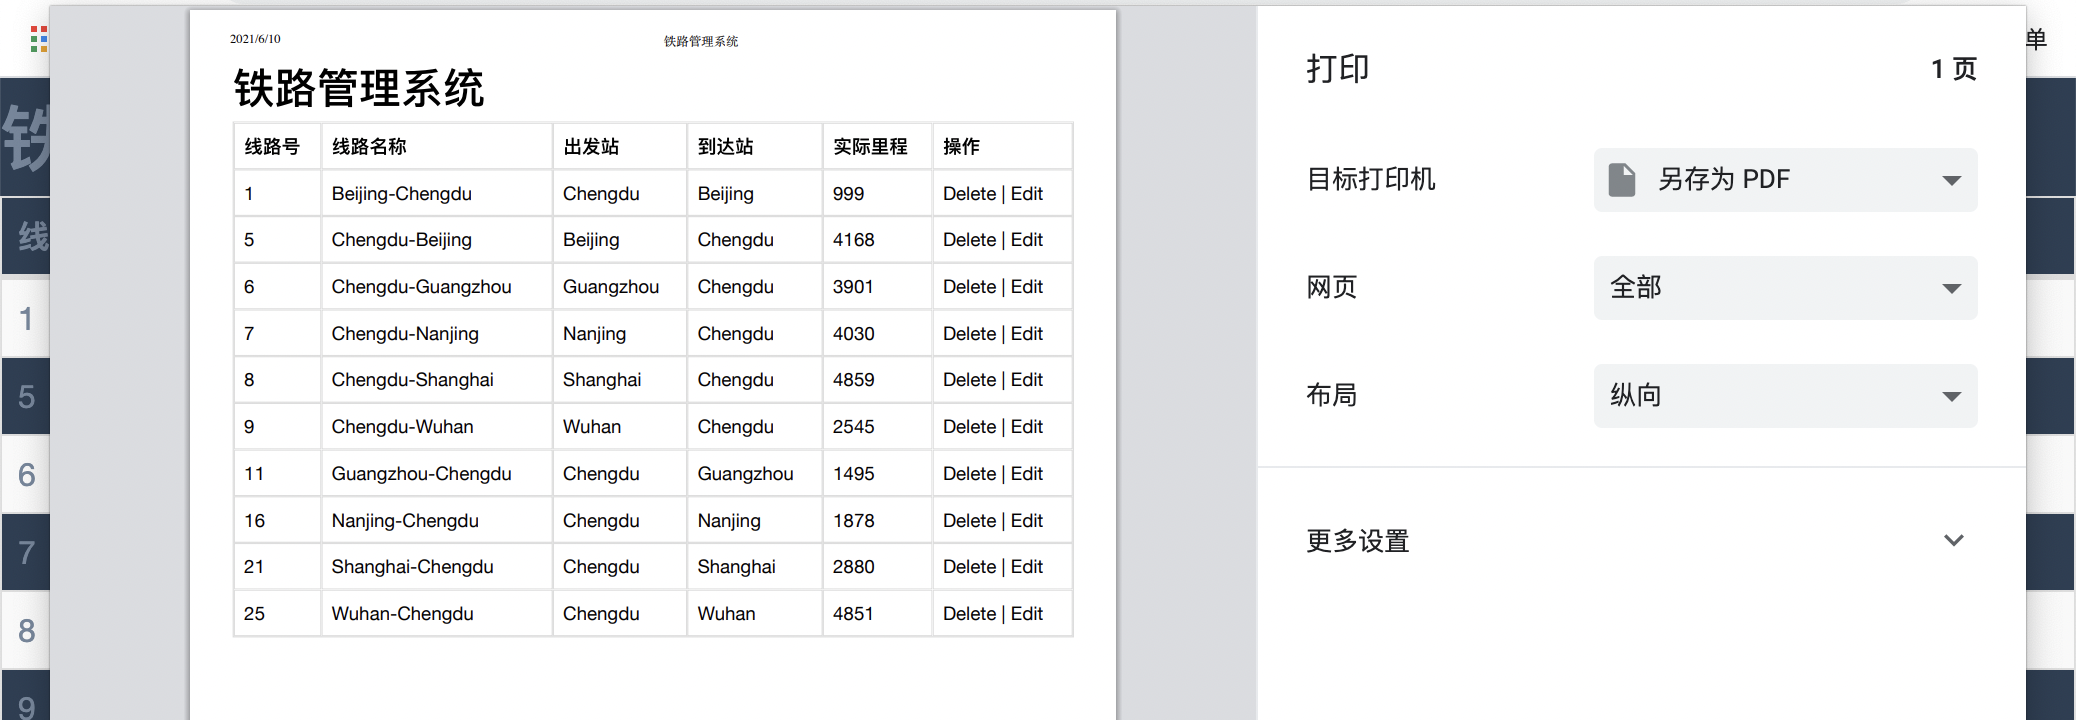 单
铁
线
1
5
6
7
8
9
2021/6/10 铁路管理系统
铁路管理系统
线路号 线路名称 出发站 到达站 实际里程 操作
1 Beijing-Chengdu Chengdu Beijing 999 Delete | Edit
5 Chengdu-Beijing Beijing Chengdu 4168 Delete | Edit
6 Chengdu-Guangzhou Guangzhou Chengdu 3901 Delete | Edit
7 Chengdu-Nanjing Nanjing Chengdu 4030 Delete | Edit
8 Chengdu-Shanghai Shanghai Chengdu 4859 Delete | Edit
9 Chengdu-Wuhan Wuhan Chengdu 2545 Delete | Edit
11 Guangzhou-Chengdu Chengdu Guangzhou 1495 Delete | Edit
16 Nanjing-Chengdu Chengdu Nanjing 1878 Delete | Edit
21 Shanghai-Chengdu Chengdu Shanghai 2880 Delete | Edit
25 Wuhan-Chengdu Chengdu Wuhan 4851 Delete | Edit
打印 1 页
目标打印机 另存为 PDF
网页 全部
布局 纵向
更多设置